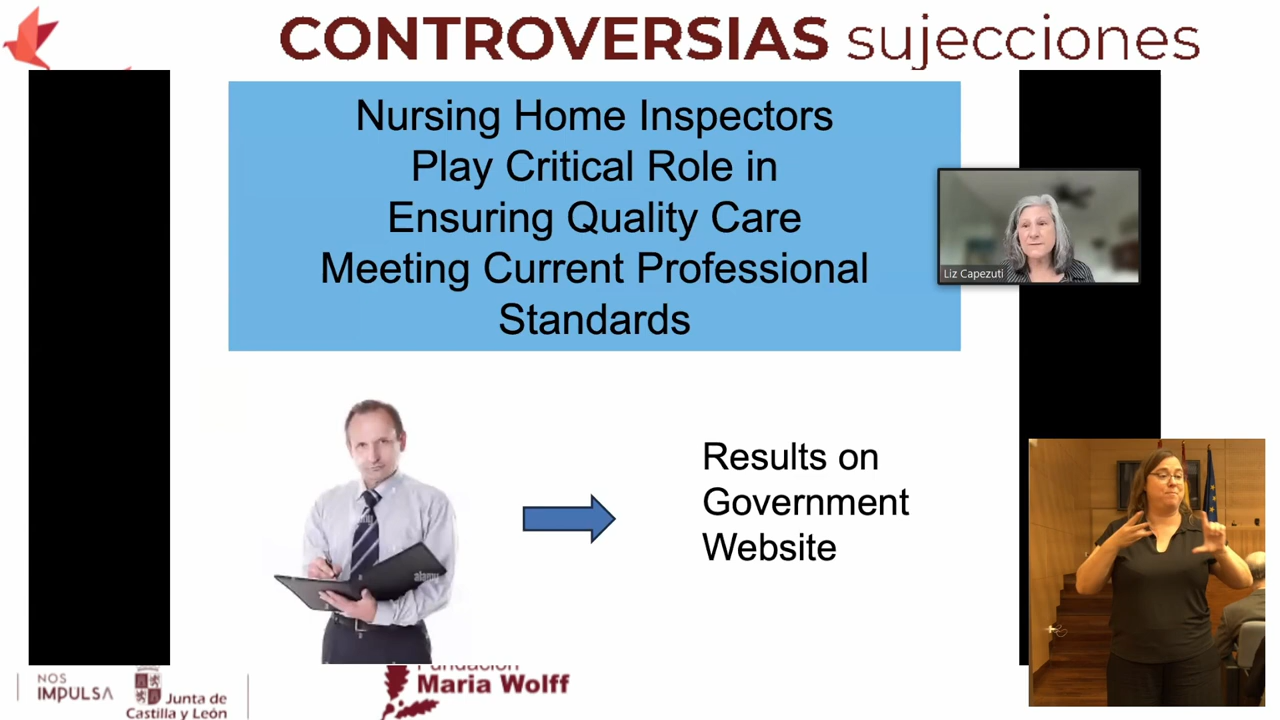 CONTROVERSIAS sujecciones
Nursing Home Inspectors
Play Critical Role in
Ensuring Quality Care
Meeting Current Professional
Standards
Liz Capezuti
Results on
Government
Website
alamy
NOS
IMPULSA
Junta de
Castilla y León
Fundación
Maria Wolff